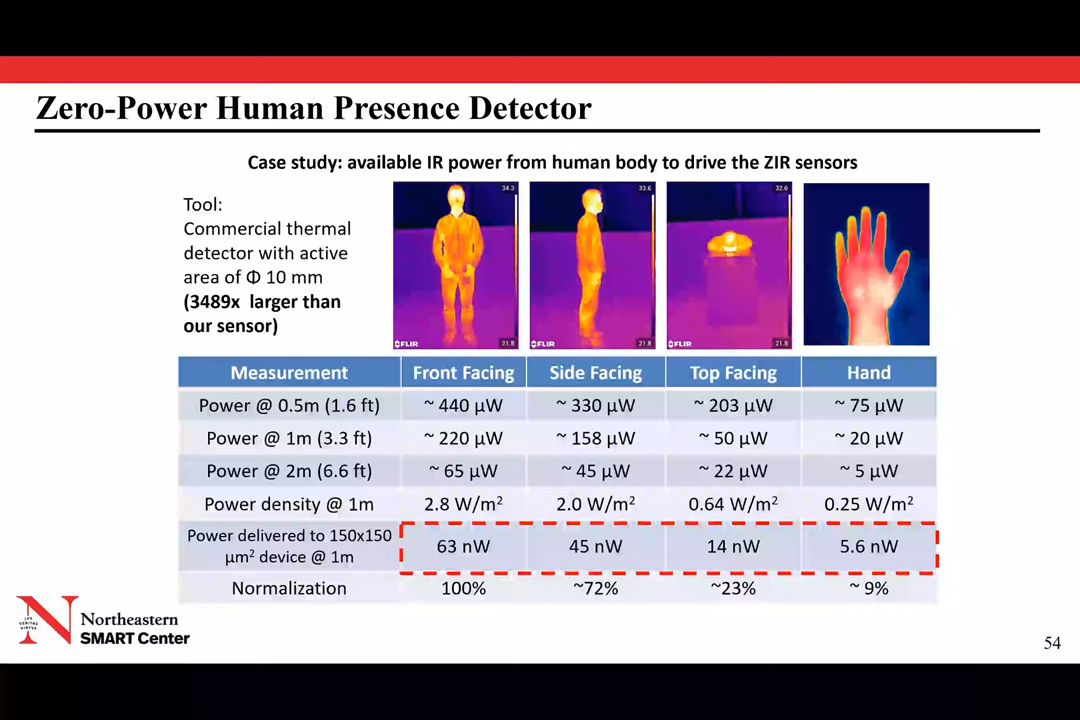 Zero-Power Human Presence Detector
Case study: available IR power from human body to drive the ZIR sensors
Tool:
Commercial thermal
detector with active
area of Φ 10 mm
(3489x larger than
our sensor)
34.3
33.6
32.6
FLIR
21.8
FLIR
21.8
FLIR
21.8
Measurement Front Facing Side Facing Top Facing Hand
Power @ 0.5m (1.6 ft) ~ 440 µW ~ 330 µW ~ 203 µW ~ 75 µW
Power @ 1m (3.3 ft) ~ 220 µW ~ 158 µW ~ 50 µW ~ 20 µW
Power @ 2m (6.6 ft) ~ 65 µW ~ 45 µW ~ 22 µW ~ 5 µW
Power density @ 1m 2.8 W/m² 2.0 W/m² 0.64 W/m² 0.25 W/m²
Power delivered to 150x150
µm² device @ 1m 63 nW 45 nW 14 nW 5.6 nW
Normalization 100% ~72% ~23% ~ 9%
N
Northeastern
SMART Center
54